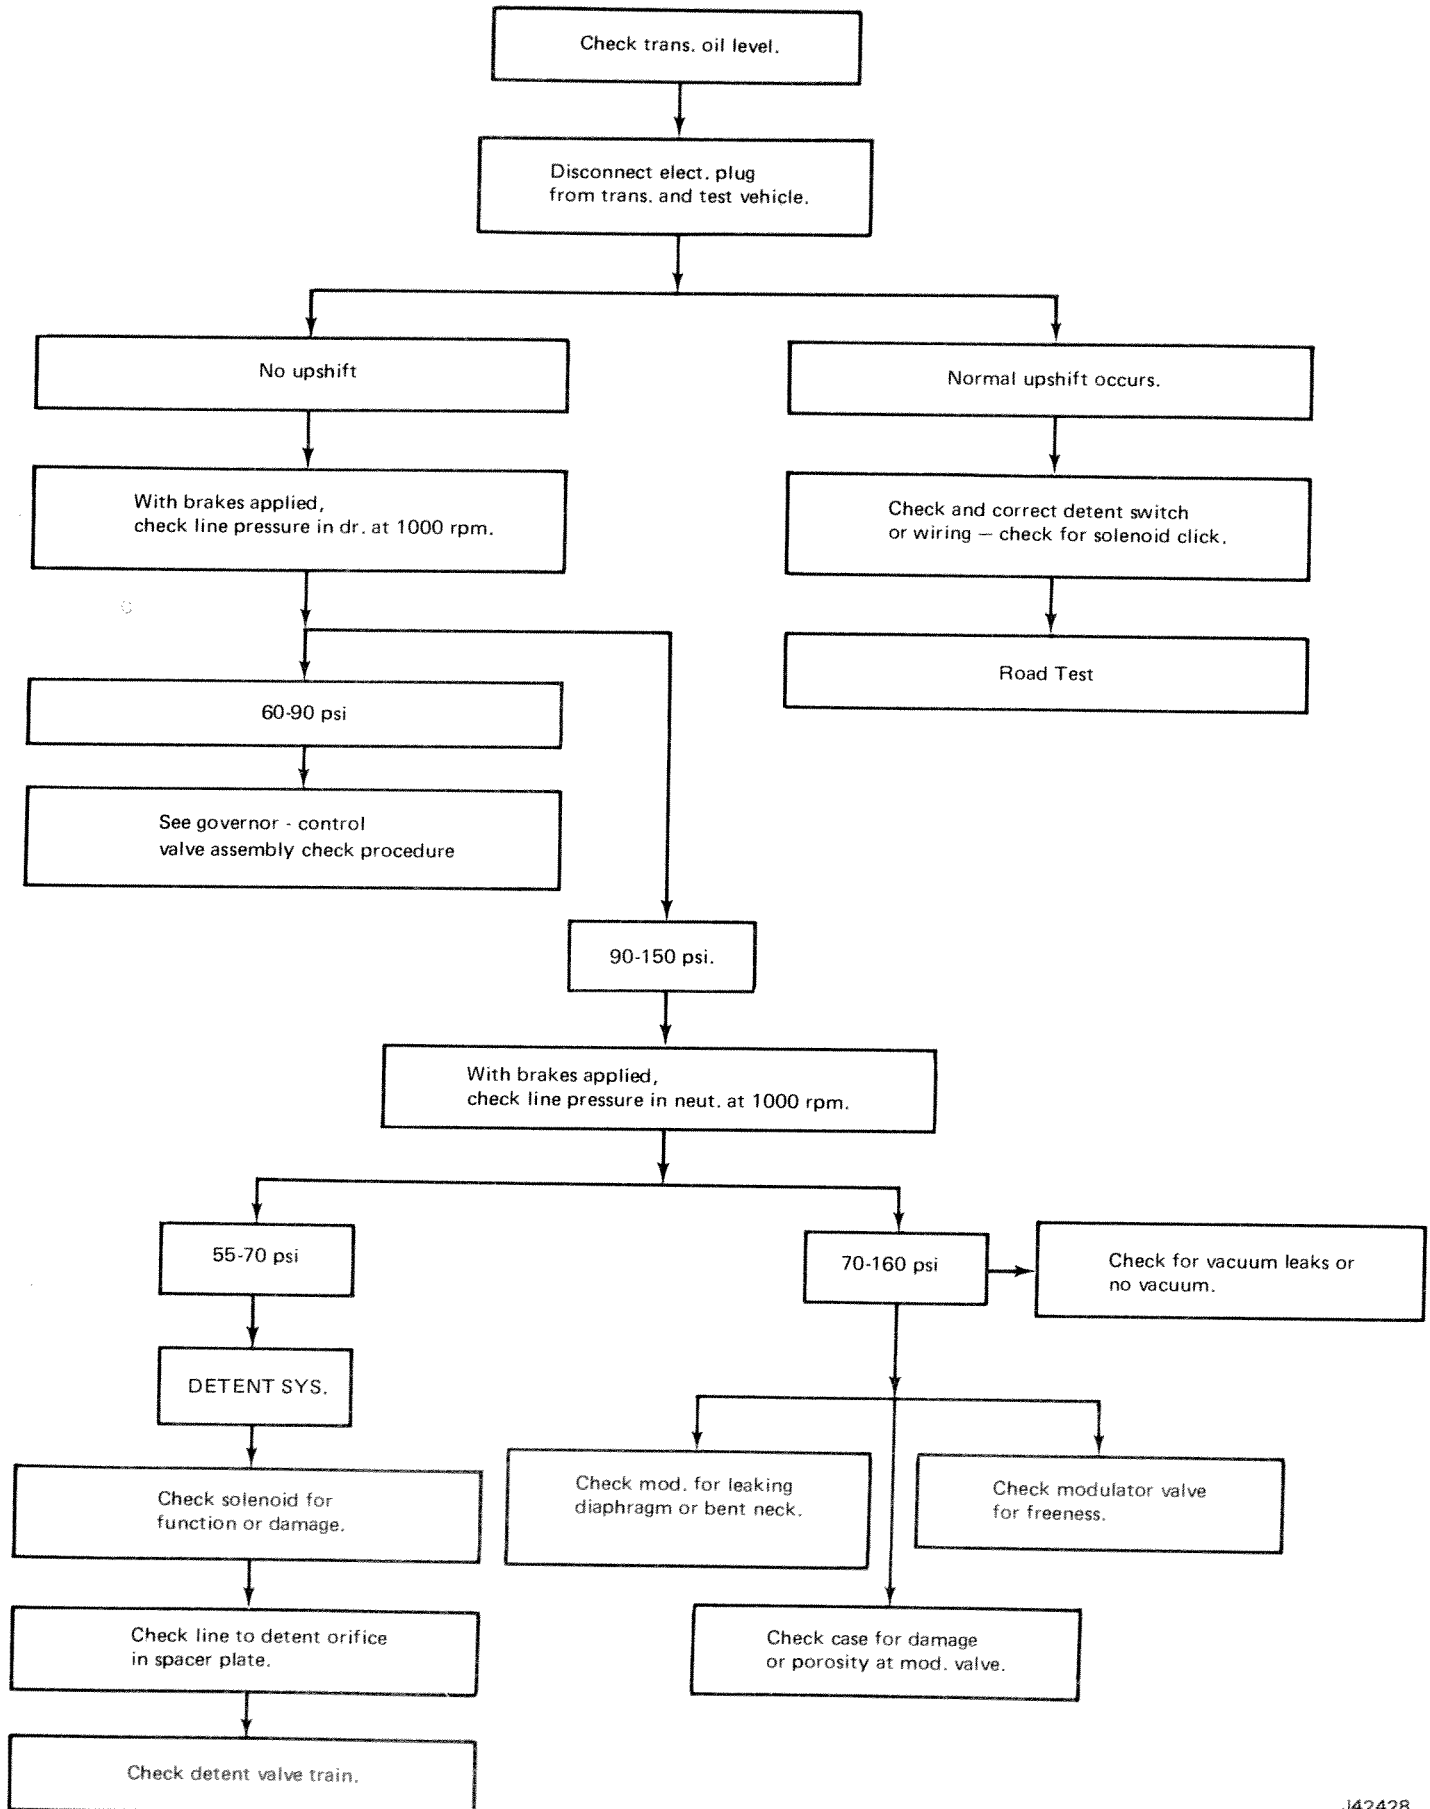 Check trans. oil level.
Disconnect elect. plug
from trans. and test vehicle.
No upshift
Normal upshift occurs.
With brakes applied,
check line pressure in dr. at 1000 rpm.
Check and correct detent switch
or wiring — check for solenoid click.
Road Test
60-90 psi
See governor - control
valve assembly check procedure
90-150 psi.
With brakes applied,
check line pressure in neut. at 1000 rpm.
55-70 psi
70-160 psi
Check for vacuum leaks or
no vacuum.
DETENT SYS.
Check solenoid for
function or damage.
Check mod. for leaking
diaphragm or bent neck.
Check modulator valve
for freeness.
Check line to detent orifice
in spacer plate.
Check case for damage
or porosity at mod. valve.
Check detent valve train.
J42428